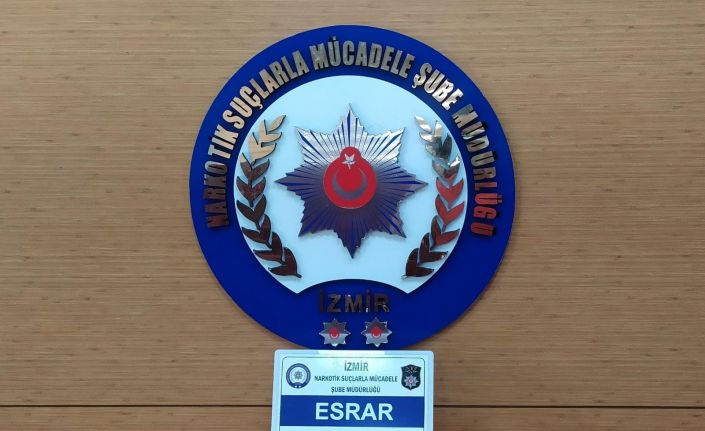 NARKOTİK SUÇLARLA MÜCADELE ŞUBE MÜDÜRLÜĞÜ
İZMİR
İZMİR
NARKOTİK SUÇLARLA MÜCADELE
ŞUBE MÜDÜRLÜĞÜ
ESRAR